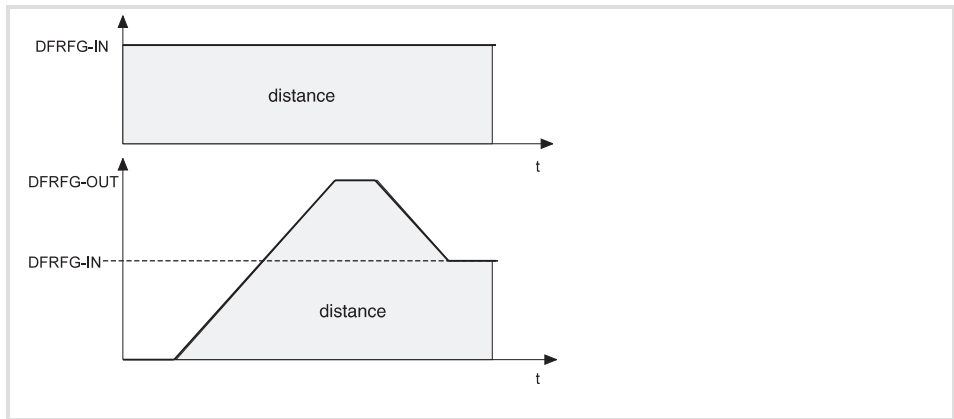 DFRFG-IN
distance
t
DFRFG-OUT
DFRFG-IN
distance
t